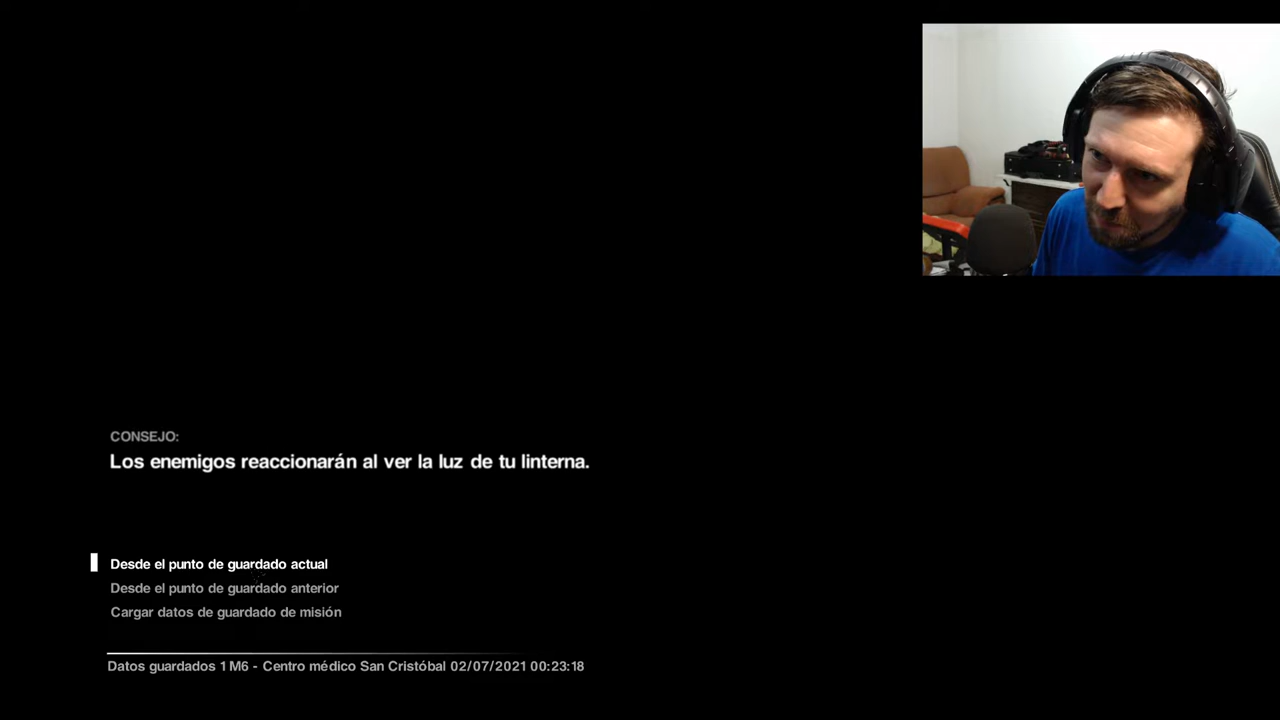 CONSEJO:
Los enemigos reaccionarán al ver la luz de tu linterna.
Desde el punto de guardado actual
Desde el punto de guardado anterior
Cargar datos de guardado de misión
Datos guardados 1 M6 - Centro médico San Cristóbal 02/07/2021 00:23:18